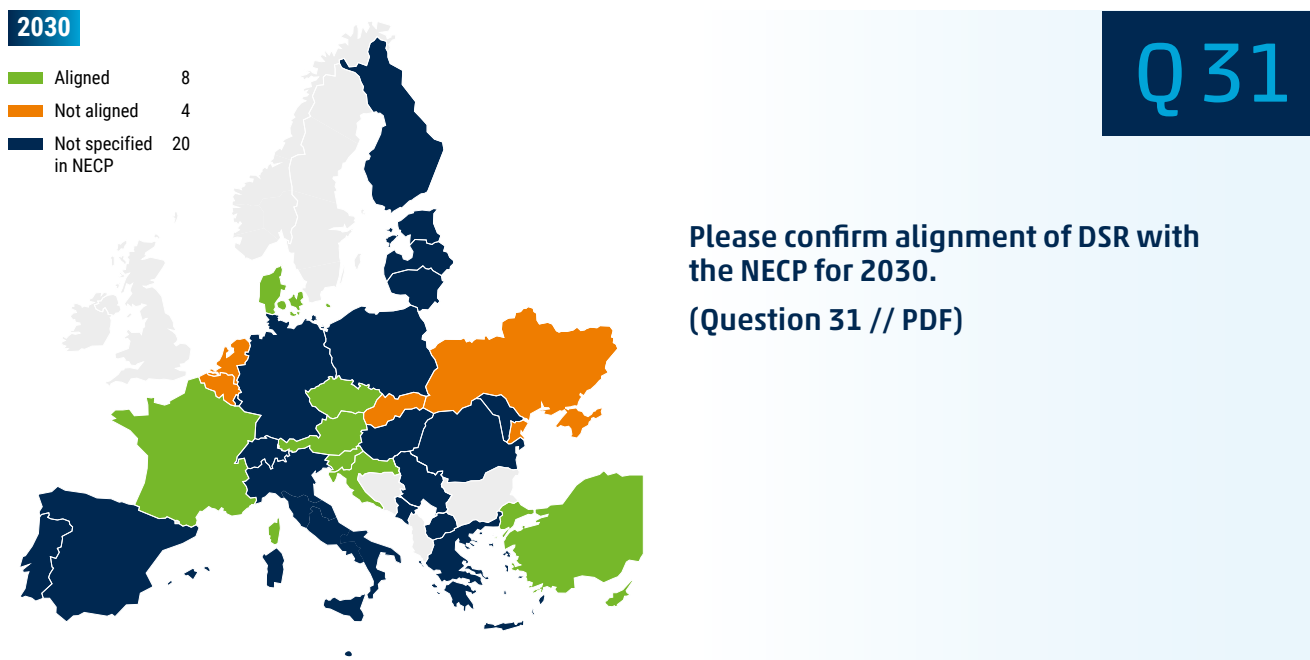 2030
Aligned 8
Not aligned 4
Not specified 20
in NECP
Q 31
Please confirm alignment of DSR with
the NECP for 2030.
(Question 31 // PDF)